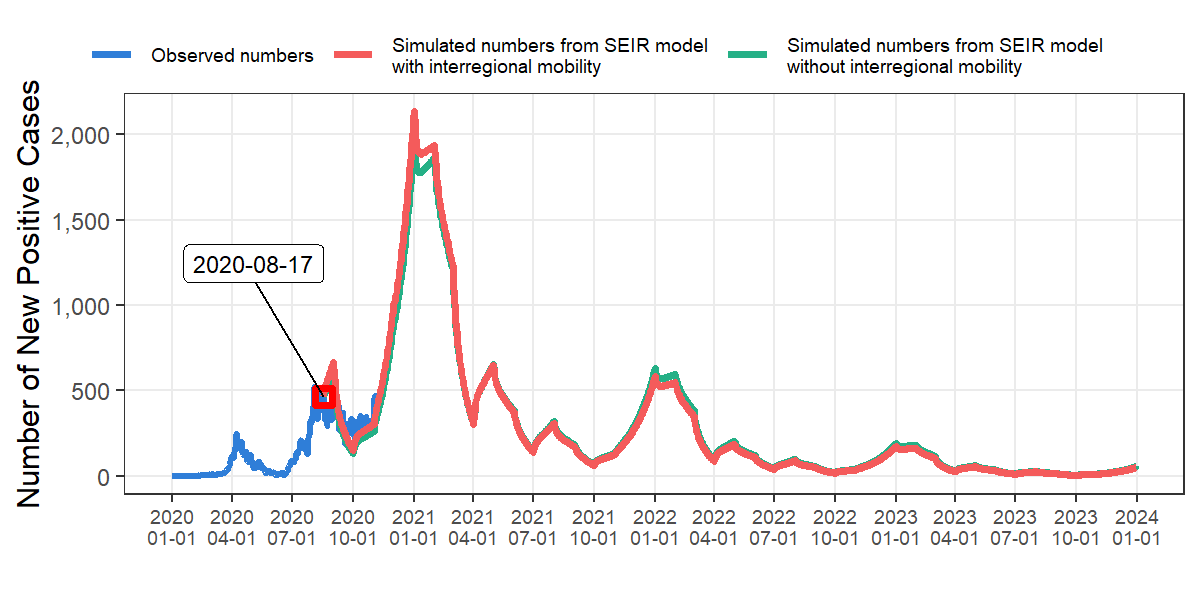 Observed numbers
Simulated numbers from SEIR model
with interregional mobility
Simulated numbers from SEIR model
without interregional mobility
Number of New Positive Cases
2,000
1,500
1,000
500
0
2020-08-17
2020 2020 2020 2020 2021 2021 2021 2021 2022 2022 2022 2022 2023 2023 2023 2023 2024
01-01 04-01 07-01 10-01 01-01 04-01 07-01 10-01 01-01 04-01 07-01 10-01 01-01 04-01 07-01 10-01 01-01